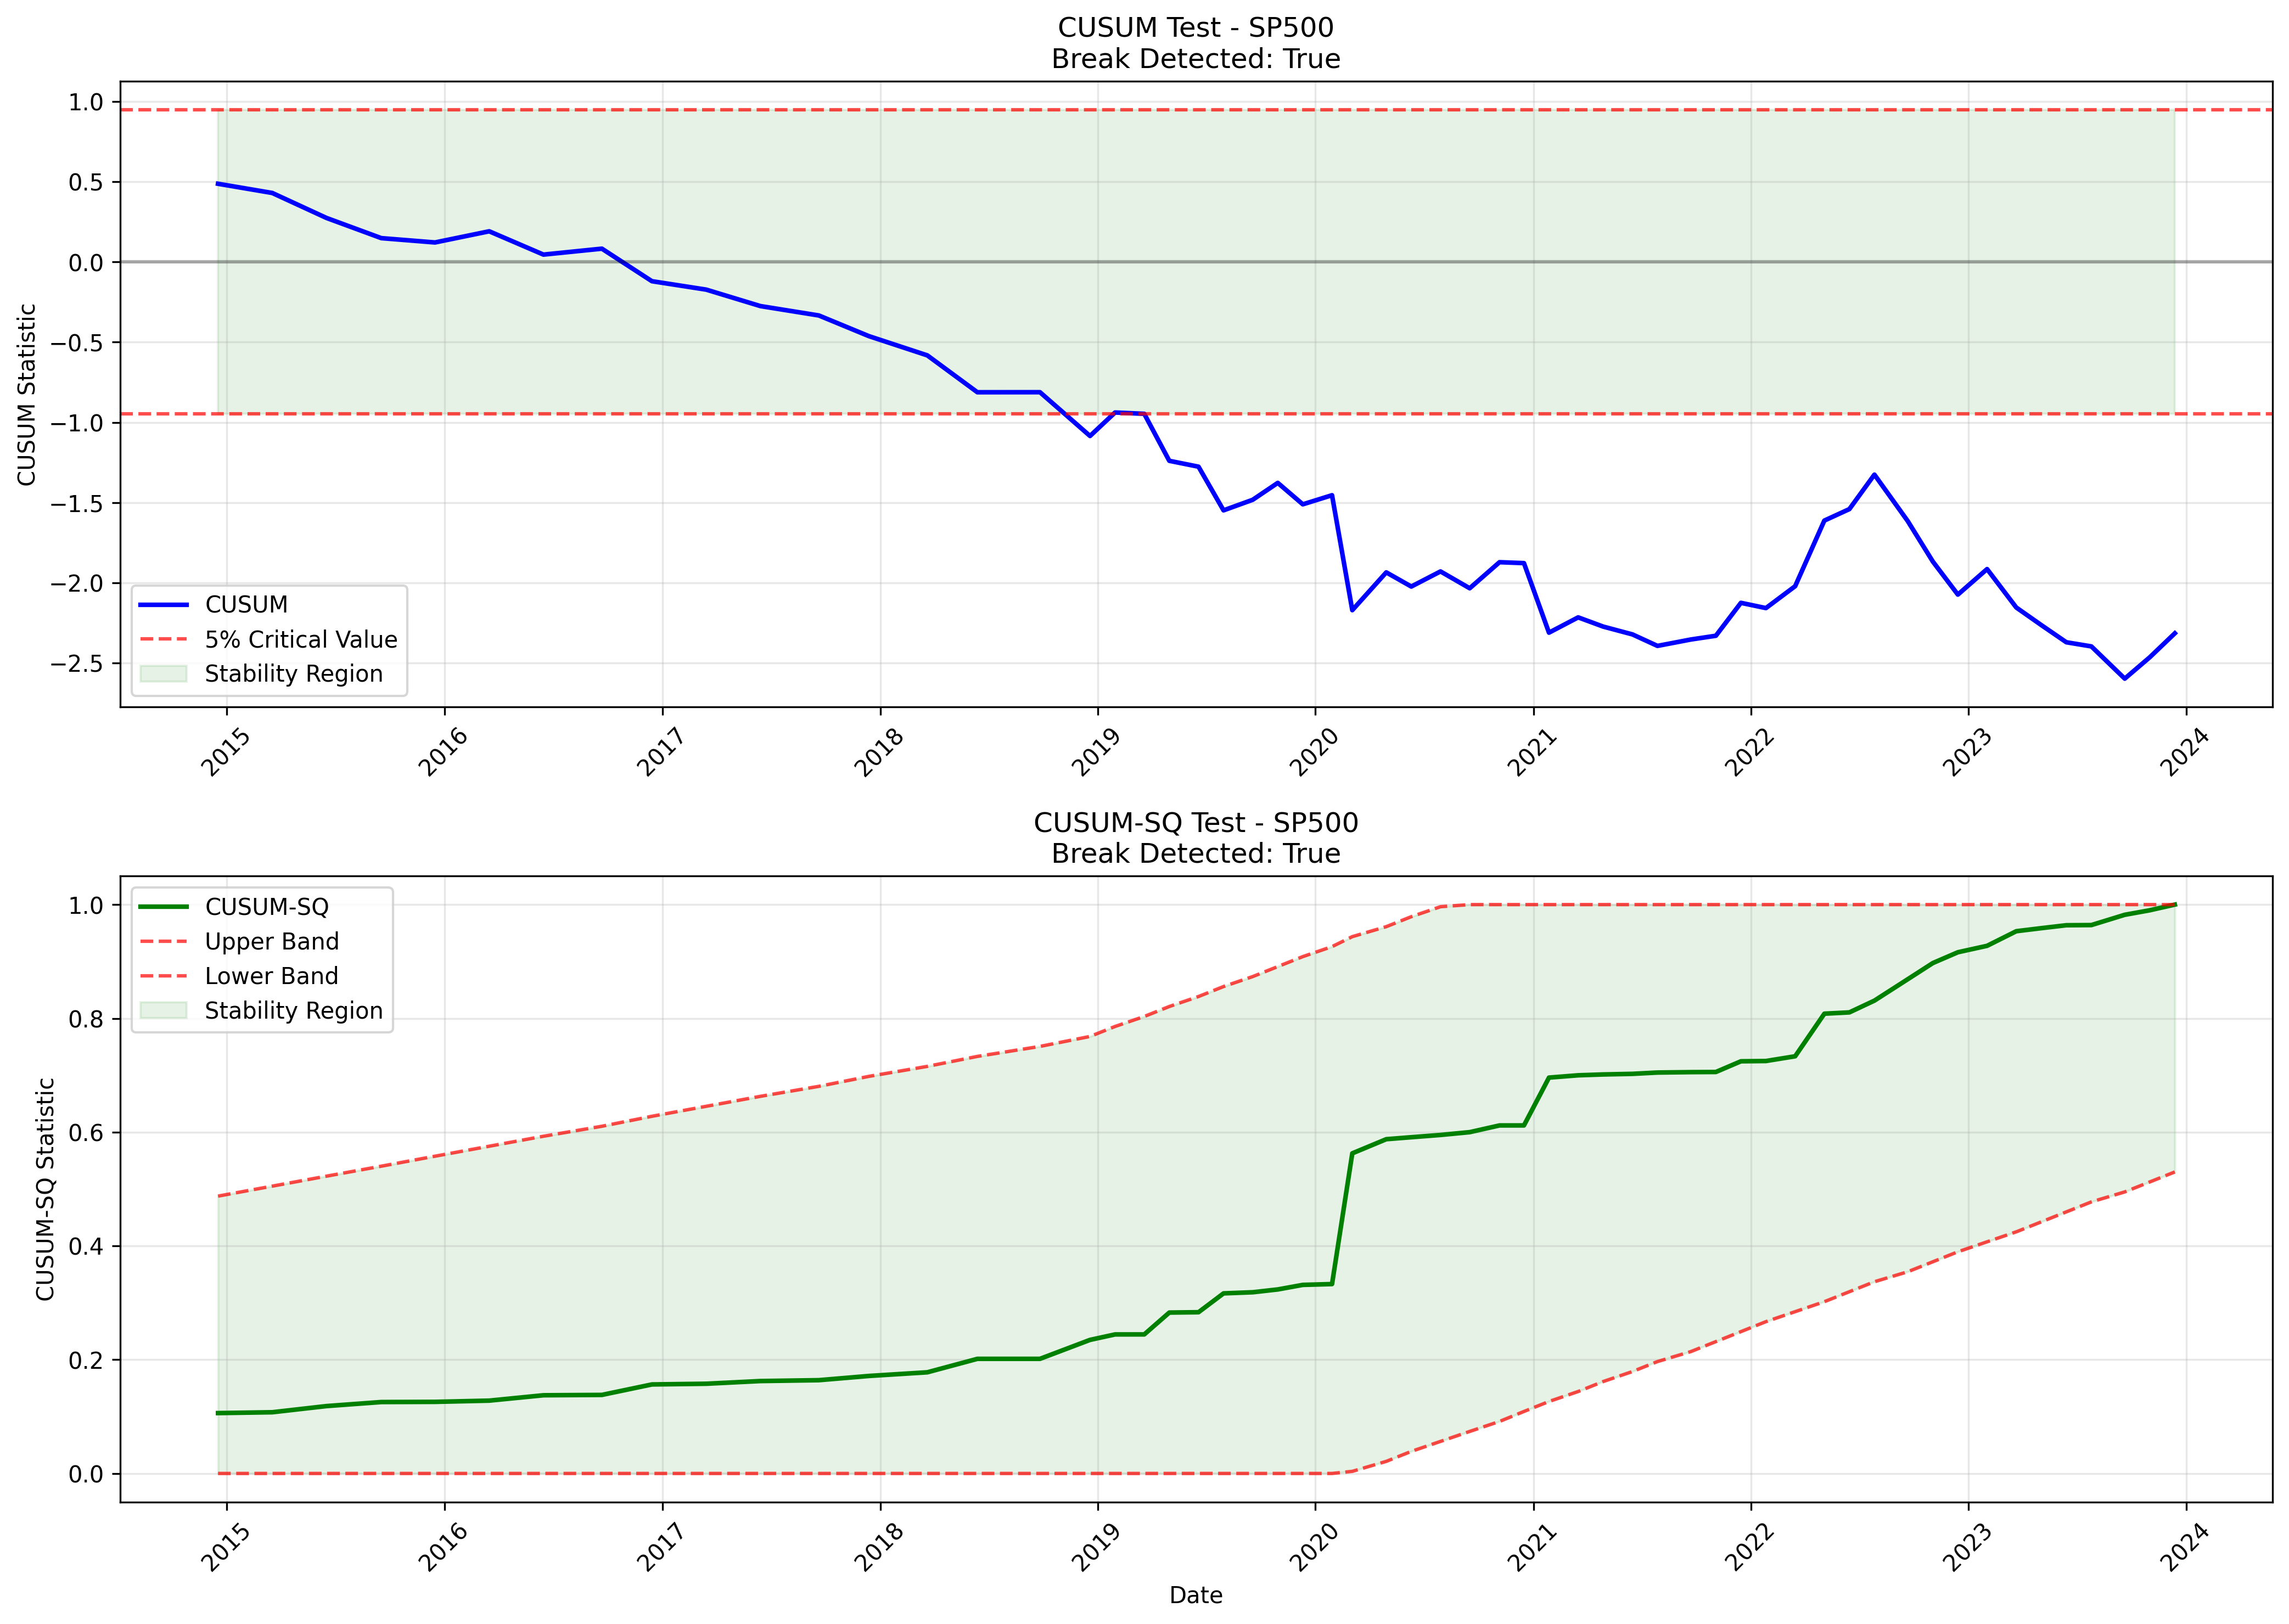 CUSUM Test - SP500
Break Detected: True
CUSUM Statistic
1.0
0.5
0.0
−0.5
−1.0
−1.5
−2.0
−2.5
CUSUM
5% Critical Value
Stability Region
2015
2016
2017
2018
2019
2020
2021
2022
2023
2024
CUSUM-SQ Test - SP500
Break Detected: True
CUSUM-SQ Statistic
1.0
0.8
0.6
0.4
0.2
0.0
CUSUM-SQ
Upper Band
Lower Band
Stability Region
2015
2016
2017
2018
2019
2020
2021
2022
2023
2024
Date